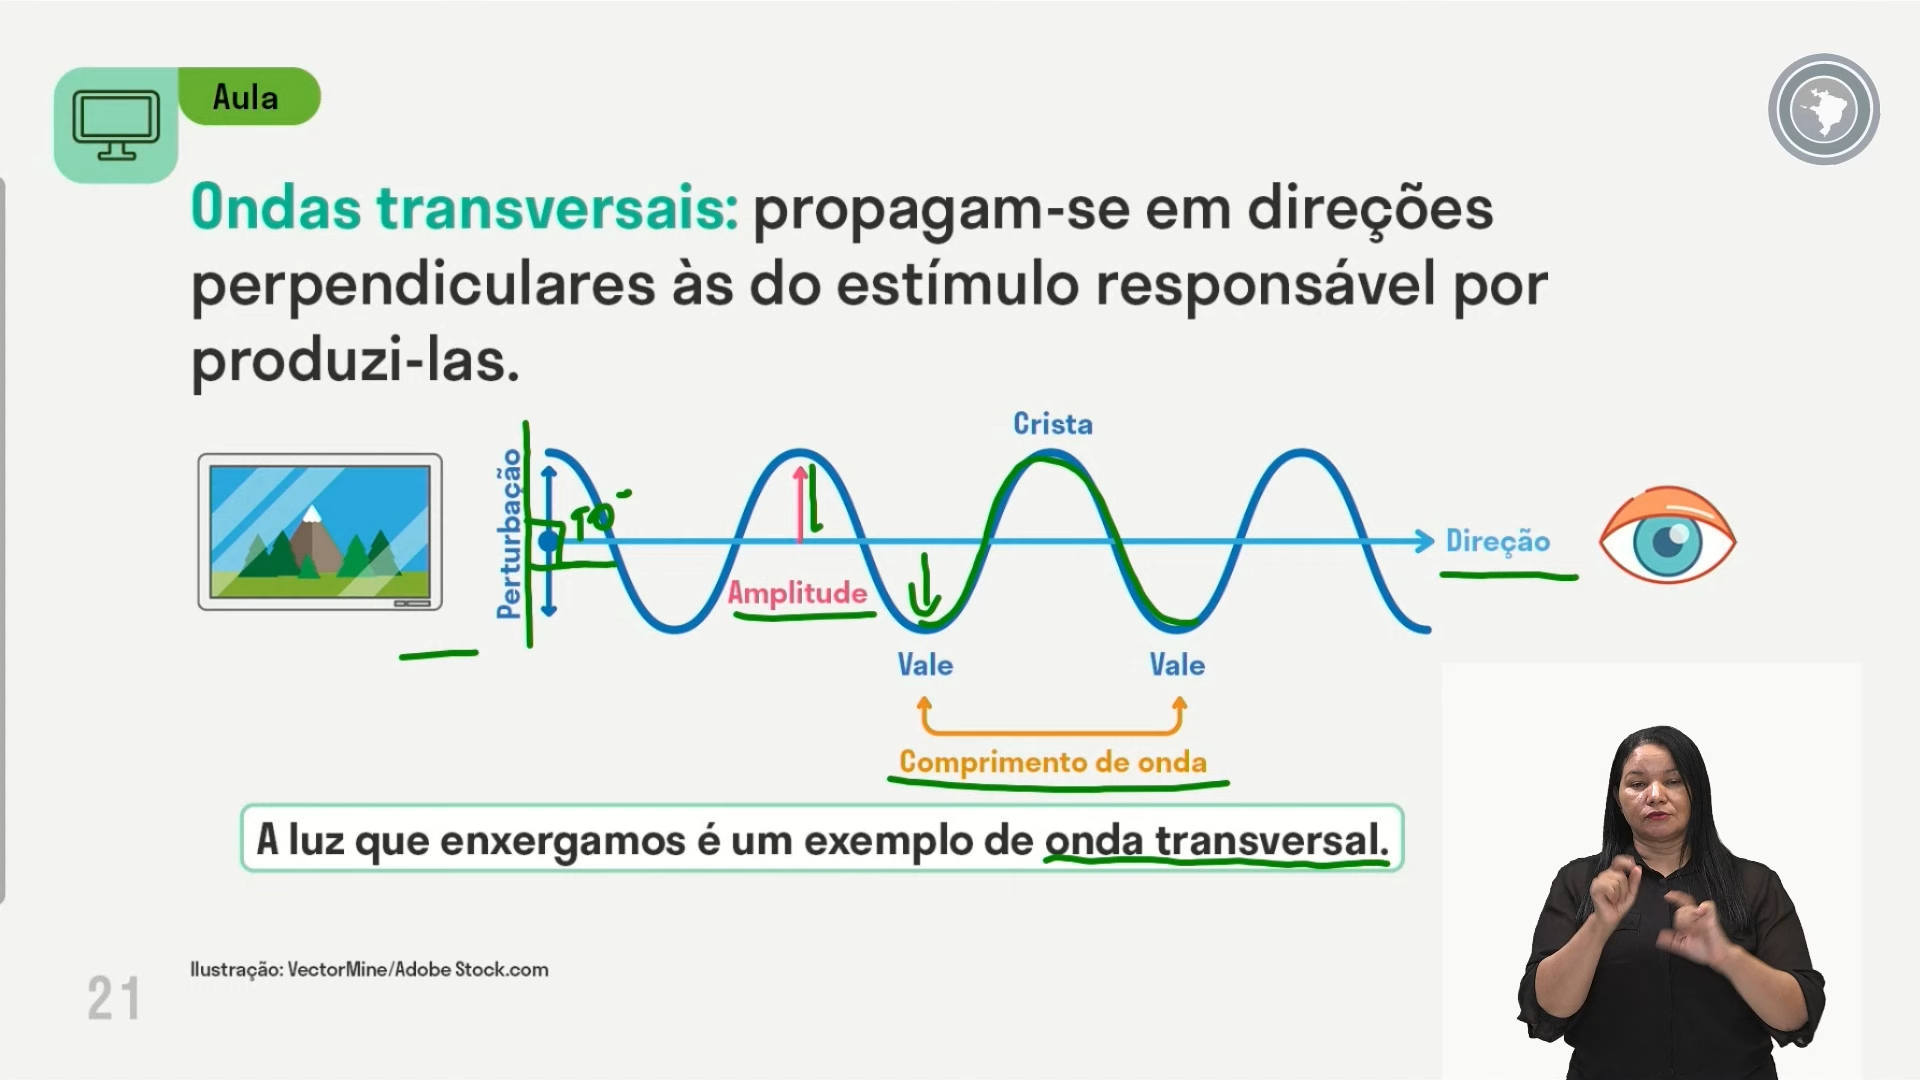 Aula
Ondas transversais: propagam-se em direções
perpendiculares às do estímulo responsável por
produzi-las.
Crista
Perturbação
Direção
Amplitude
Vale
Vale
Comprimento de onda
A luz que enxergamos é um exemplo de onda transversal.
Ilustração: VectorMine/Adobe Stock.com
21